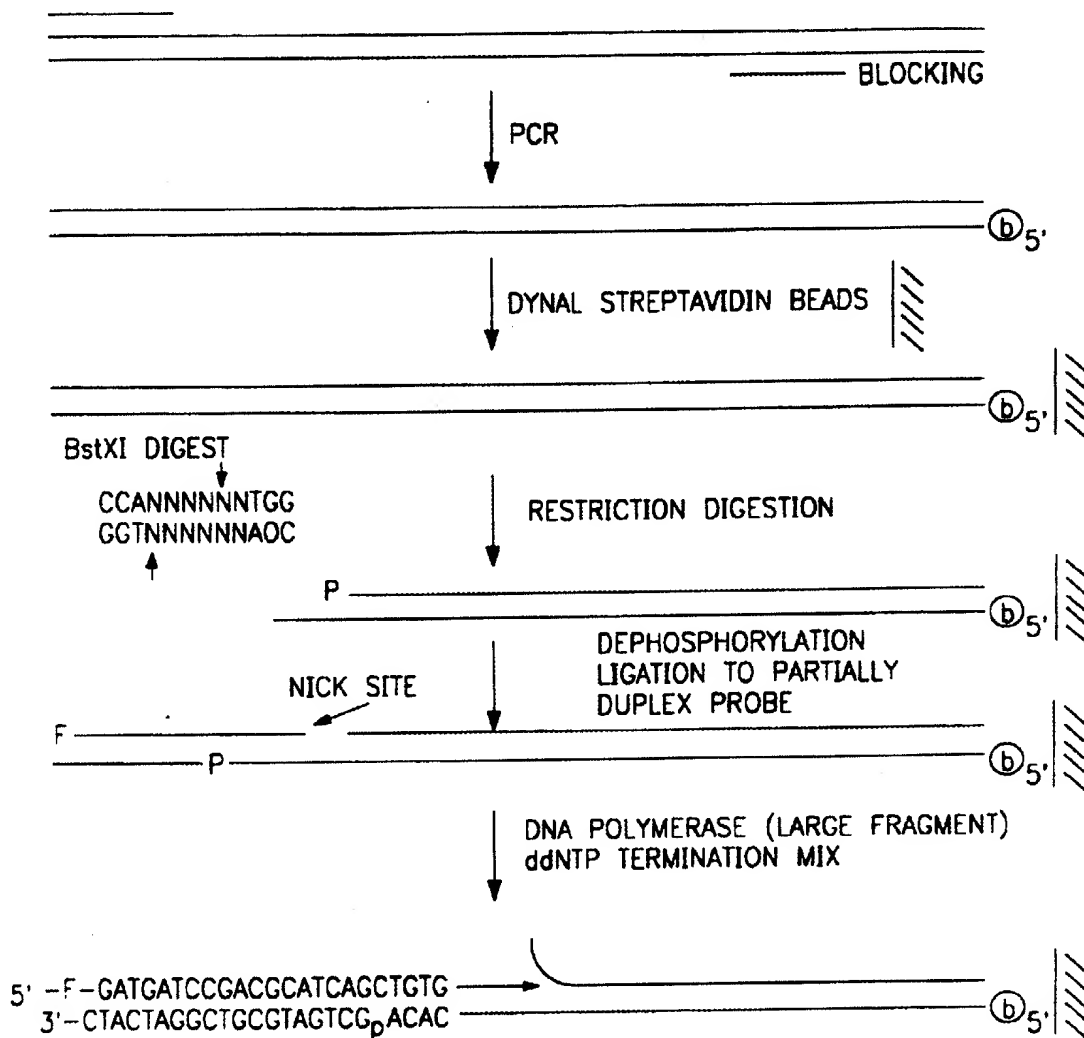 BLOCKING
PCR
b 5'
DYNAL STREPTAVIDIN BEADS
b 5'
BstXI DIGEST
CCANNNNNNTGG
GGTNNNNNNAOC
RESTRICTION DIGESTION
P
b 5'
DEPHOSPHORYLATION
LIGATION TO PARTIALLY
DUPLEX PROBE
NICK SITE
F
P
b 5'
DNA POLYMERASE (LARGE FRAGMENT)
ddNTP TERMINATION MIX
5' -F-GATGATCCGACGCATCAGCTGTG
3'-CTACTAGGCTGCGTAGTCGpACAC
b 5'